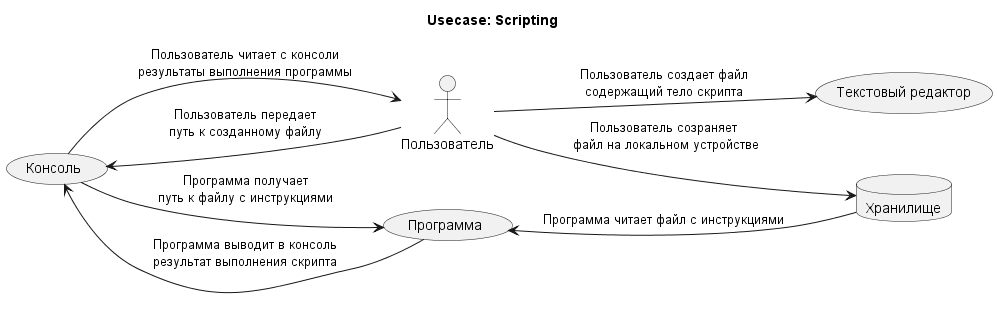 Usecase: Scripting
Пользователь читает с консоли
результаты выполнения программы
Пользователь создает файл
содержащий тело скрипта
Текстовый редактор
Пользователь передает
путь к созданному файлу
Пользователь
Пользователь созраняет
файл на локальном устройстве
Консоль
Программа получает
путь к файлу с инструкциями
Хранилище
Программа
Программа читает файл с инструкциями
Программа выводит в консоль
результат выполнения скрипта